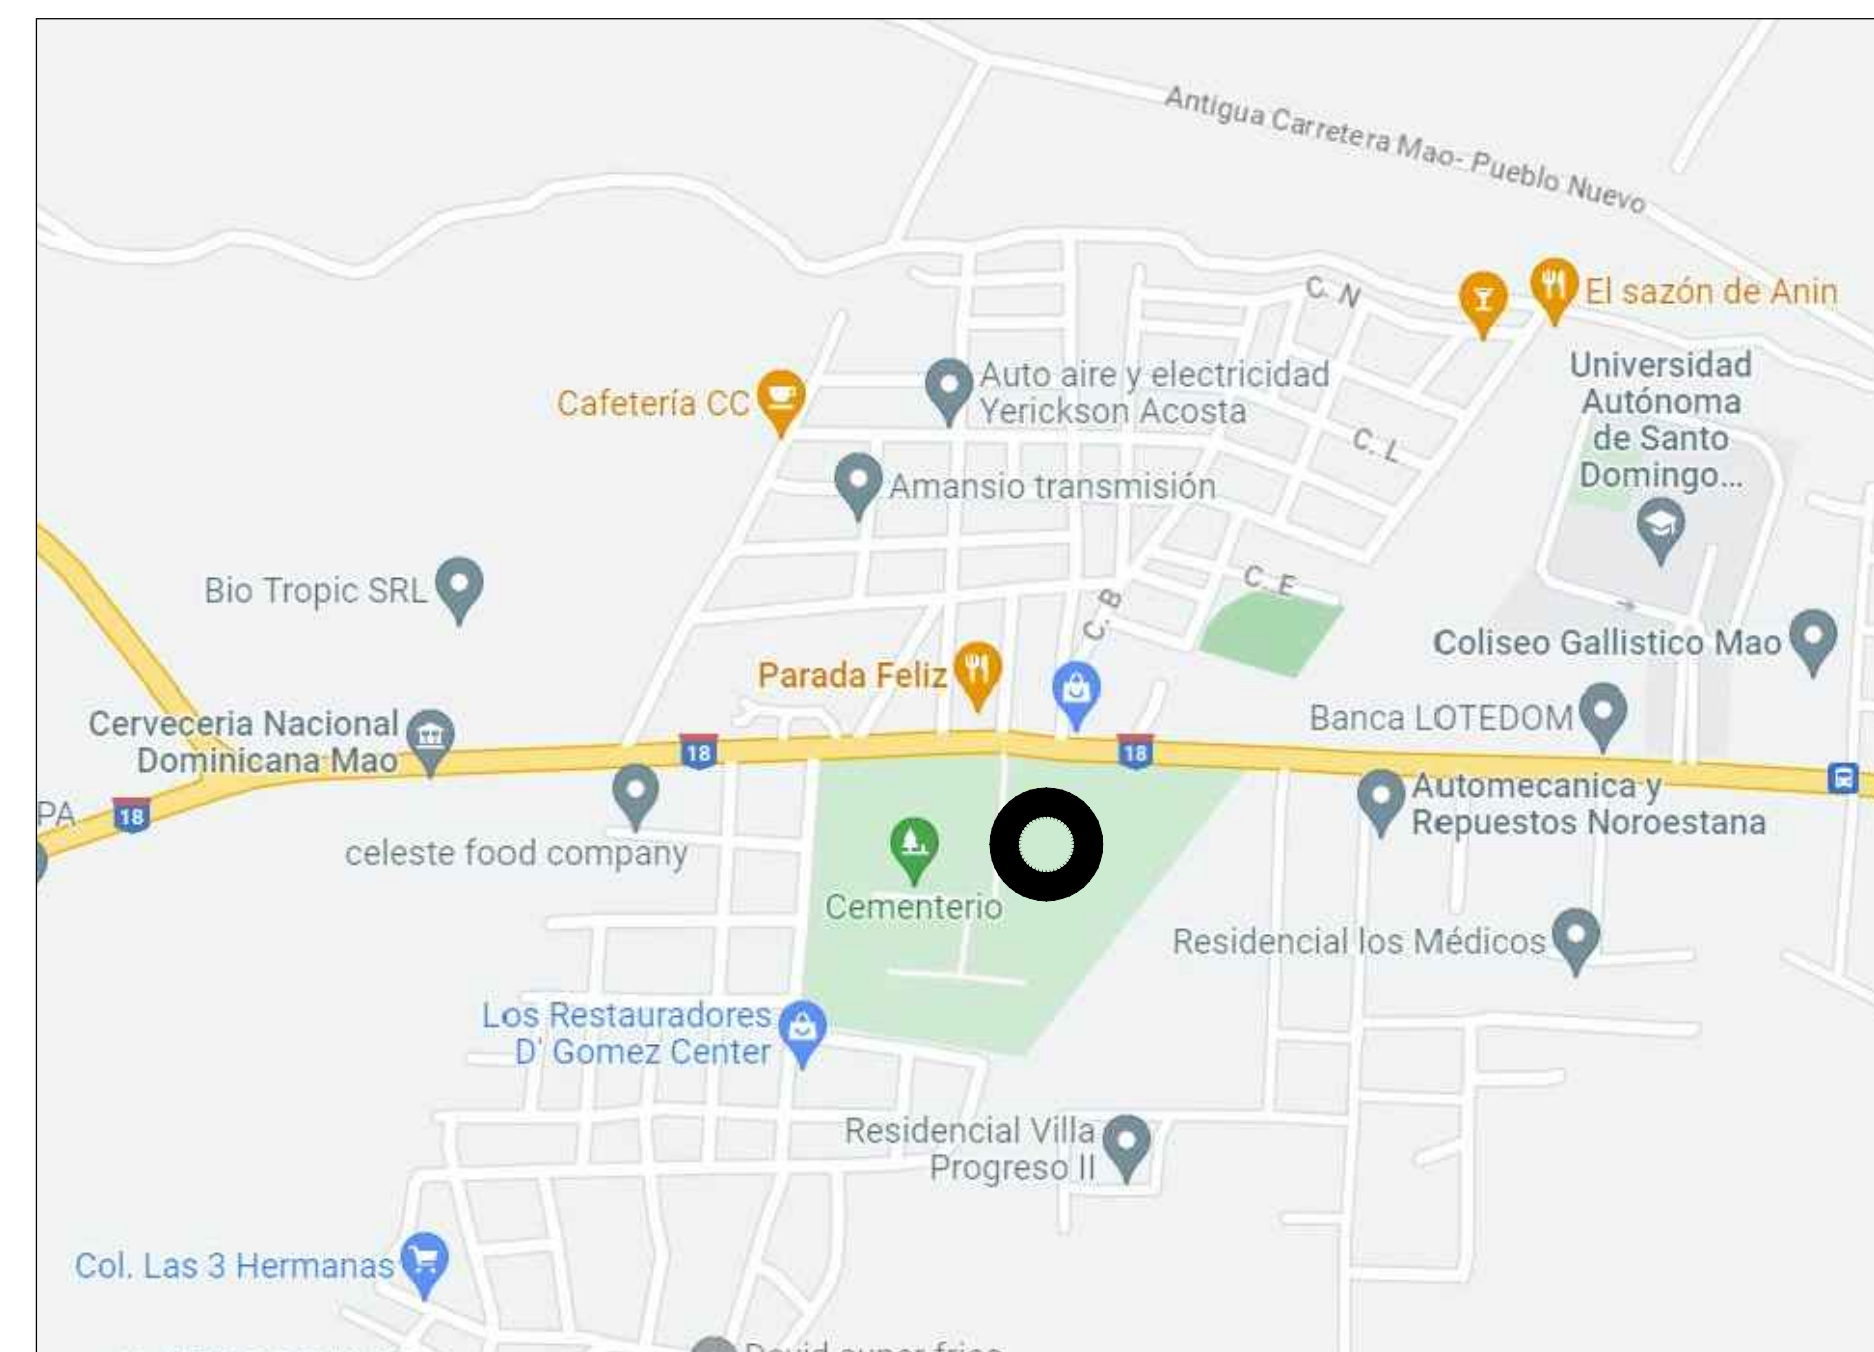 Antigua Carretera Mao- Pueblo Nuevo
C. N
El sazón de Anin
Universidad
Autónoma
de Santo
Domingo...
Cafetería CC
Auto aire y electricidad
Yerickson Acosta
C. L
Amansio transmisión
Bio Tropic SRL
C. E
C. B
Coliseo Gallistico Mao
Parada Feliz
Banca LOTEDOM
Cerveceria Nacional
Dominicana Mao
18
18
18
PA
Automecanica y
Repuestos Noroestana
celeste food company
Cementerio
Residencial los Médicos
Los Restauradores
D' Gomez Center
Residencial Villa
Progreso II
Col. Las 3 Hermanas